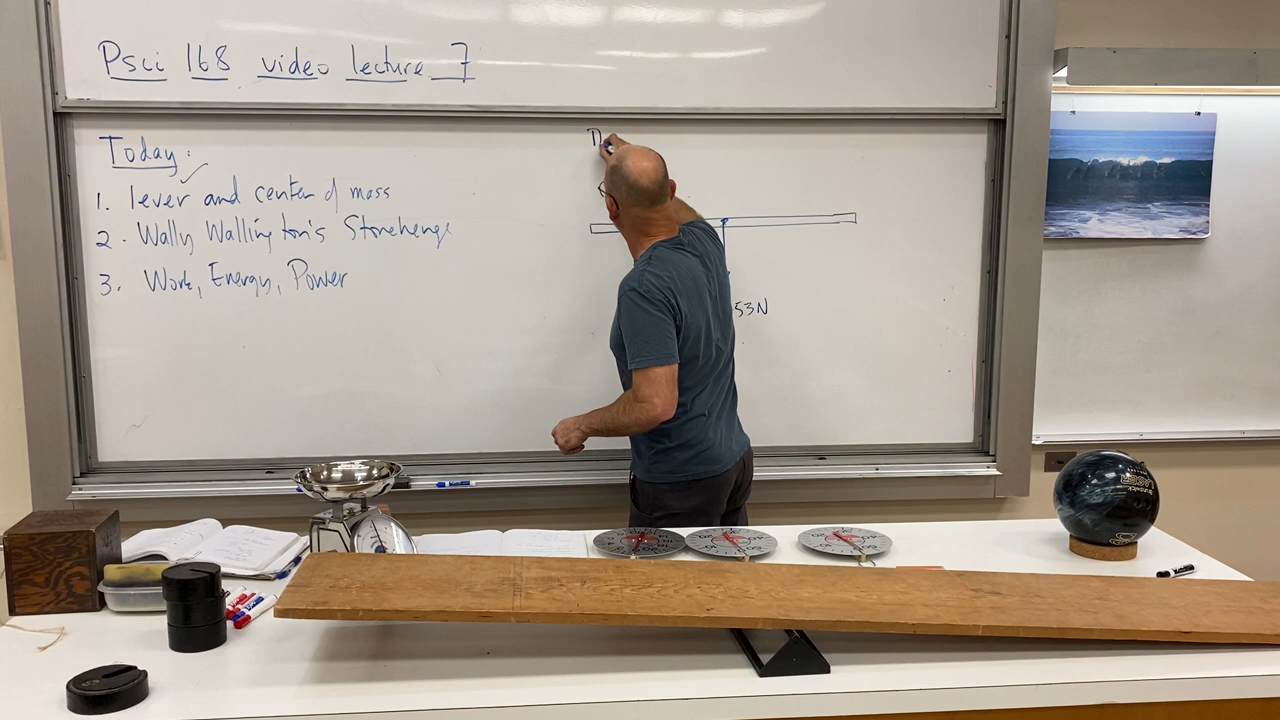 Psci 168 video lecture 7
Today:
1. lever and center of mass
2. Wally Wallington's Stonehenge
3. Work, Energy, Power
D
53N